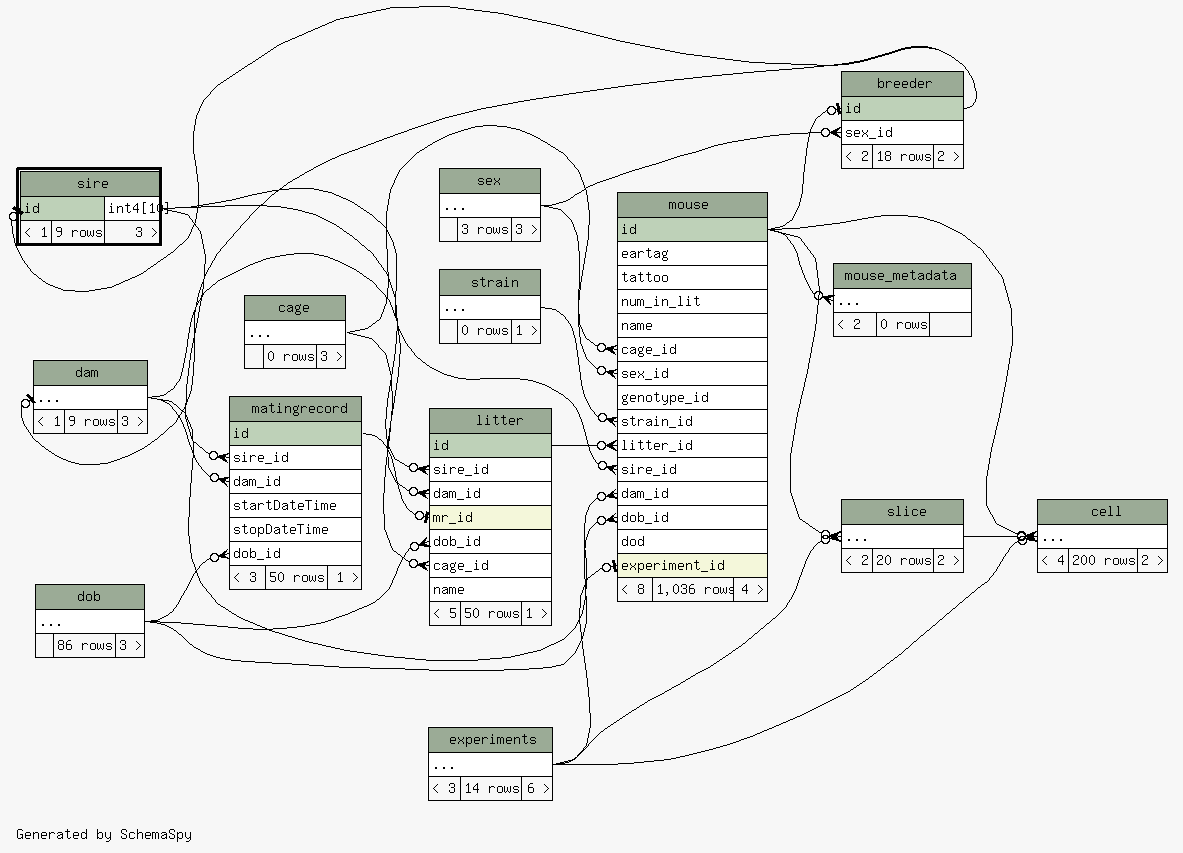 breeder
id
sex_id
< 2 18 rows 2 >
sire
id int4[10]
< 1 9 rows 3 >
sex
...
3 rows 3 >
mouse
id
eartag
tattoo
num_in_lit
name
cage_id
sex_id
genotype_id
strain_id
litter_id
sire_id
dam_id
dob_id
dod
experiment_id
< 8 1,036 rows 4 >
mouse_metadata
...
< 2 0 rows
strain
...
0 rows 1 >
cage
...
0 rows 3 >
dam
...
< 1 9 rows 3 >
matingrecord
id
sire_id
dam_id
startDateTime
stopDateTime
dob_id
< 3 50 rows 1 >
litter
id
sire_id
dam_id
mr_id
dob_id
cage_id
name
< 5 50 rows 1 >
slice
...
< 2 20 rows 2 >
cell
...
< 4 200 rows 2 >
dob
...
86 rows 3 >
experiments
...
< 3 14 rows 6 >
Generated by SchemaSpy